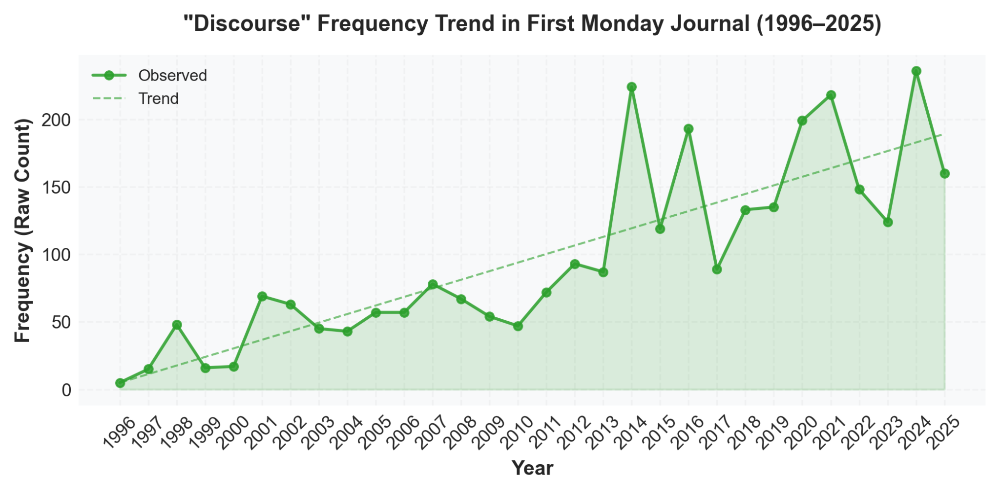 "Discourse" Frequency Trend in First Monday Journal (1996–2025)
Observed
Trend
Frequency (Raw Count)
200
150
100
50
0
1996 1997 1998 1999 2000 2001 2002 2003 2004 2005 2006 2007 2008 2009 2010 2011 2012 2013 2014 2015 2016 2017 2018 2019 2020 2021 2022 2023 2024 2025
Year